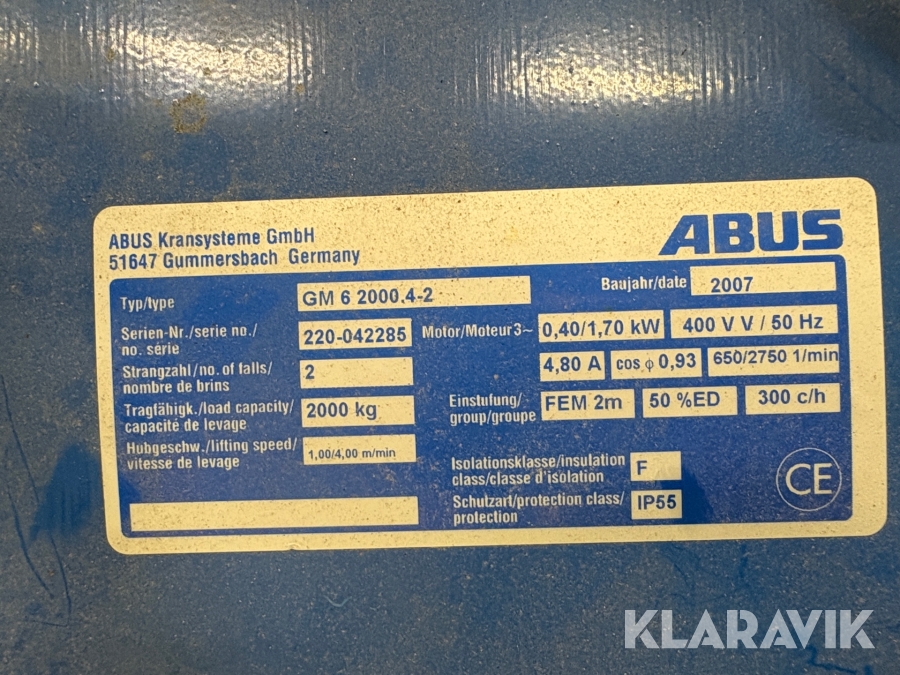 ABUS Kransysteme GmbH
51647 Gummersbach Germany
ABUS
Typ/type
GM 6 2000.4-2
Baujahr/date
2007
Serien-Nr./serie no./
no. série
220-042285
Motor/Moteur3~
0,40/1,70 kW
400 V V / 50 Hz
Strangzahl/no. of falls/
nombre de brins
2
4,80 A
cos φ 0,93
650/2750 1/min
Tragfähigk./load capacity/
capacité de levage
2000 kg
Einstufung/
group/groupe
FEM 2m
50 %ED
300 c/h
Hubgeschw./lifting speed/
vitesse de levage
1,00/4,00 m/min
Isolationsklasse/insulation
class/classe d'isolation
F
Schutzart/protection class/
protection
IP55
CE
KLARAVIK